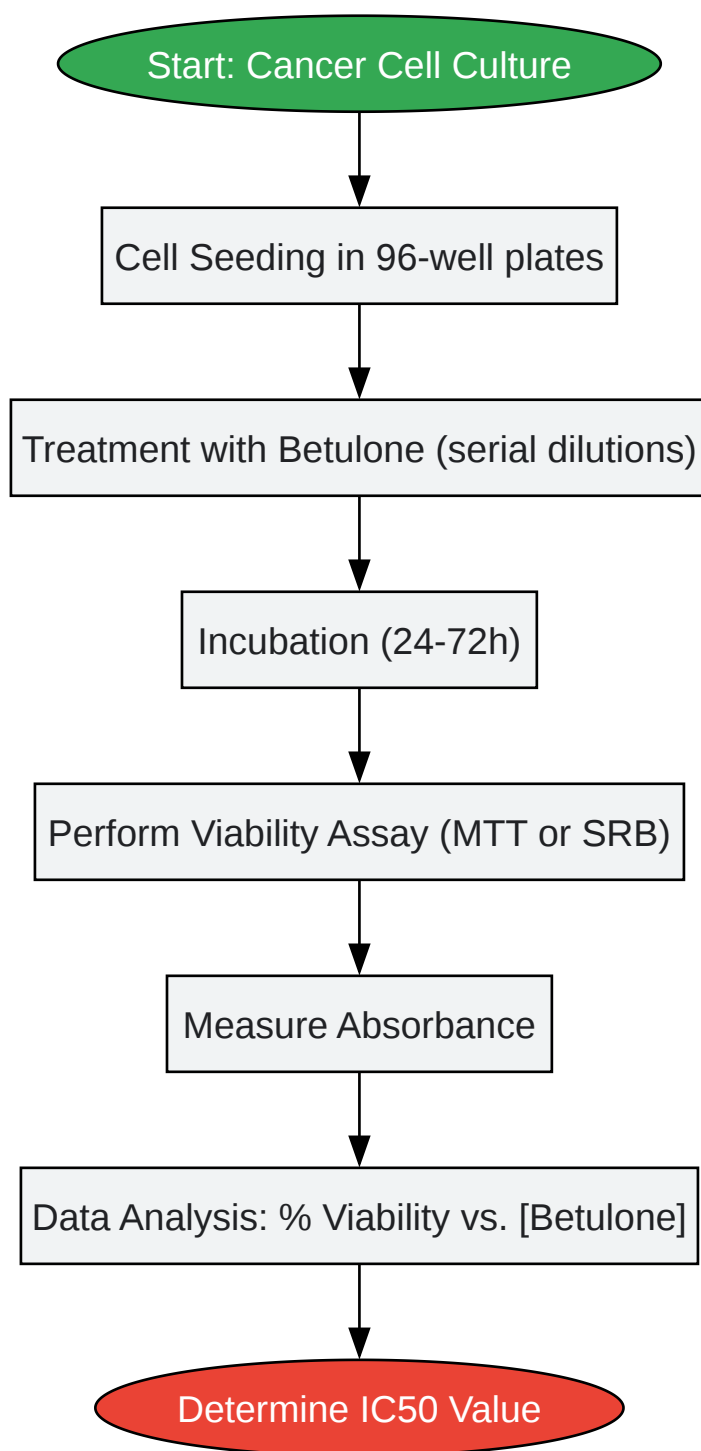 Start: Cancer Cell Culture
Cell Seeding in 96-well plates
Treatment with Betulone (serial dilutions)
Incubation (24-72h)
Perform Viability Assay (MTT or SRB)
Measure Absorbance
Data Analysis: % Viability vs. [Betulone]
Determine IC50 Value